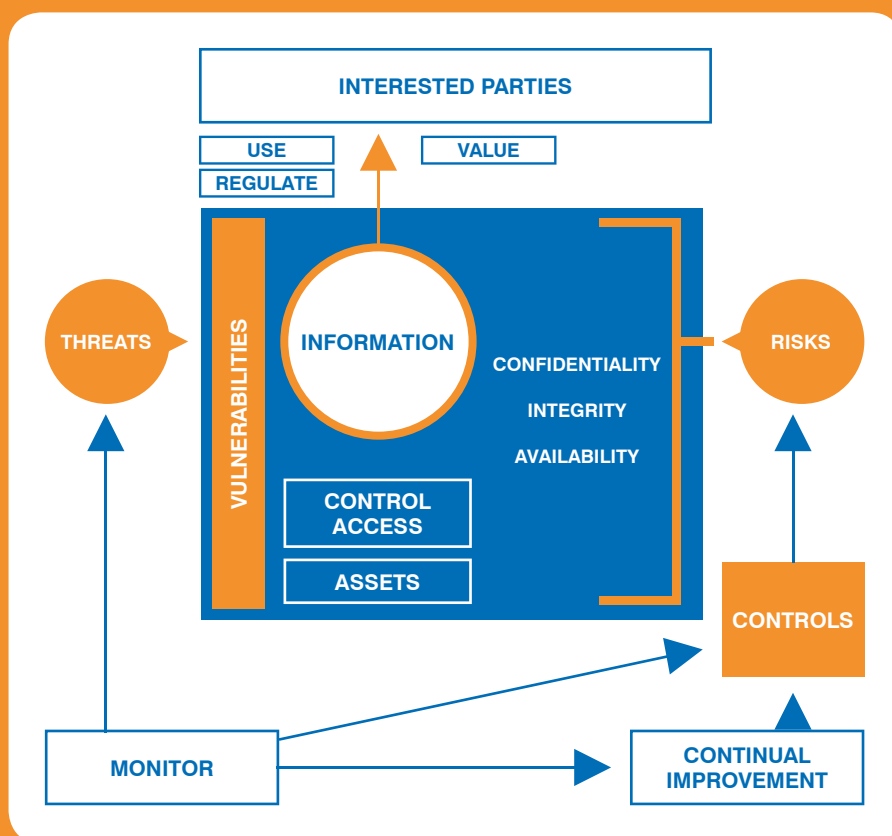 INTERESTED PARTIES
USE
VALUE
REGULATE
THREATS
VULNERABILITIES
INFORMATION
RISKS
CONFIDENTIALITY
INTEGRITY
AVAILABILITY
CONTROL
ACCESS
ASSETS
CONTROLS
MONITOR
CONTINUAL
IMPROVEMENT